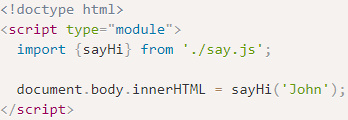 <!doctype html>
<script type="module">
  import {sayHi} from './say.js';

  document.body.innerHTML = sayHi('John');
</script>